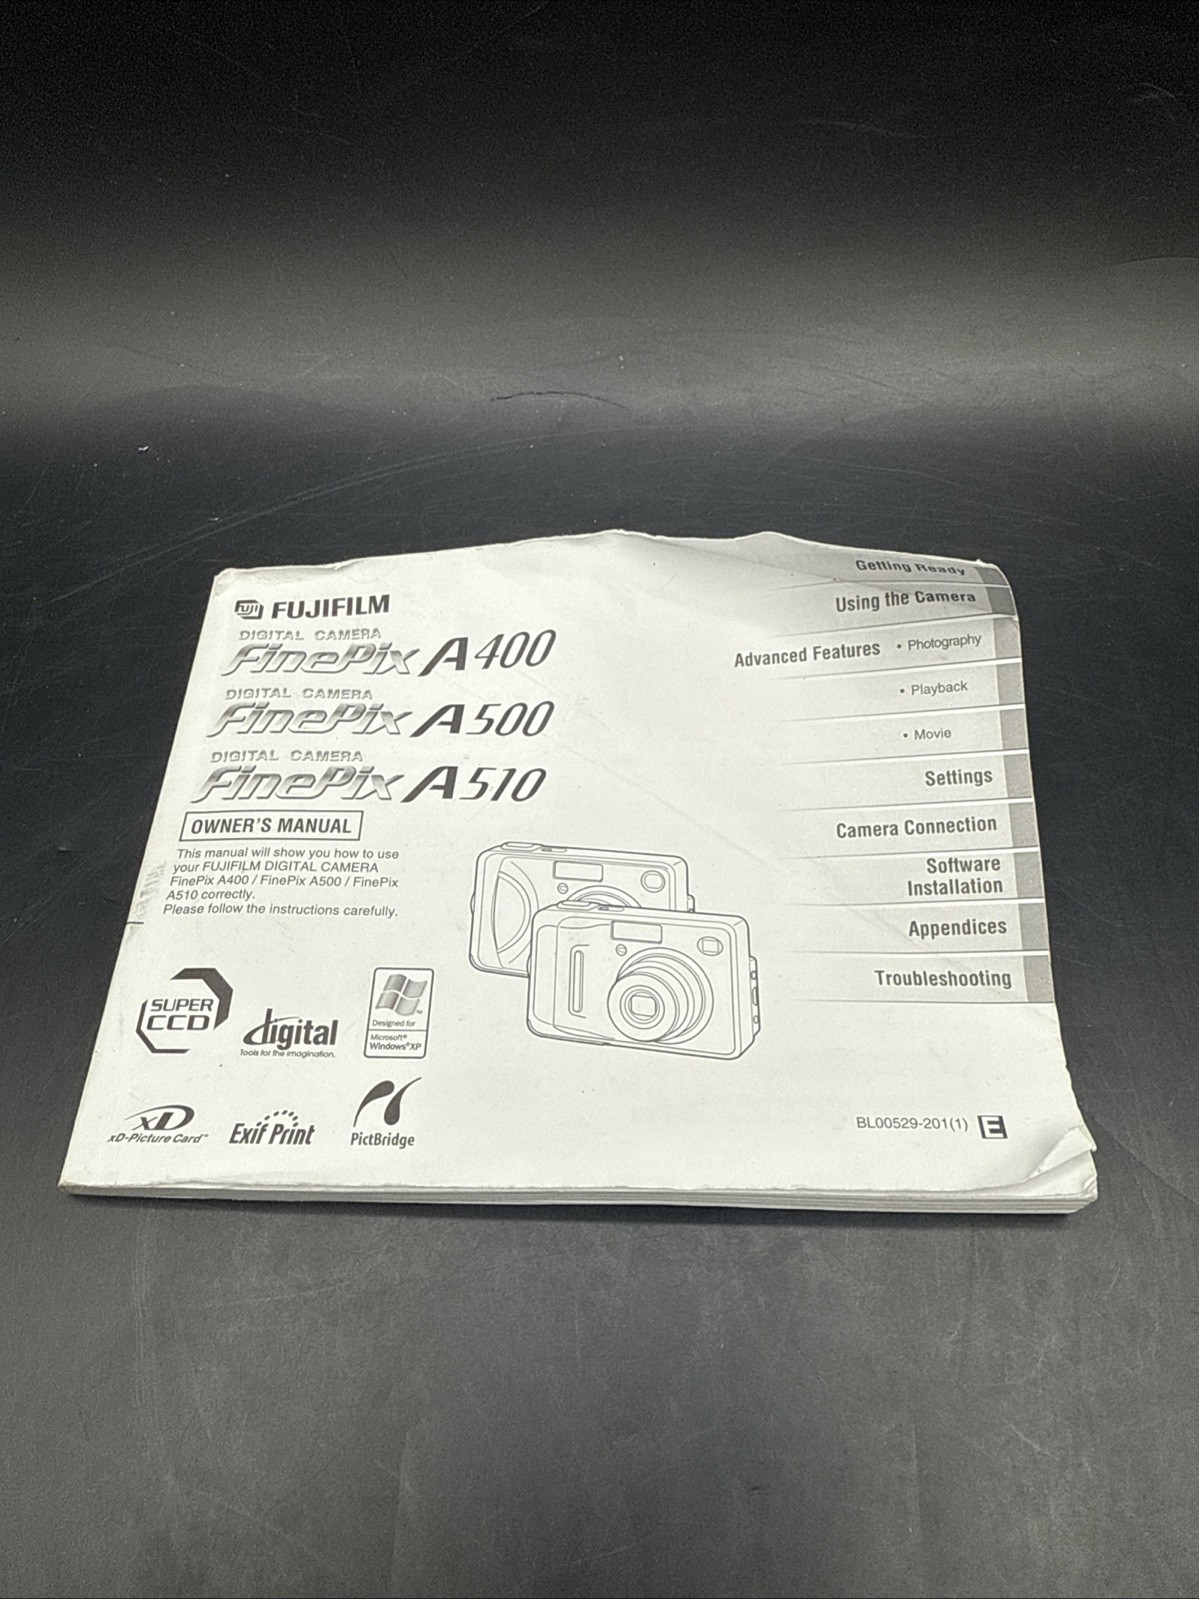 FUJI FUJIFILM
DIGITAL CAMERA
FinePix A400
DIGITAL CAMERA
FinePix A500
DIGITAL CAMERA
FinePix A510
OWNER'S MANUAL
This manual will show you how to use
your FUJIFILM DIGITAL CAMERA
FinePix A400 / FinePix A500 / FinePix
A510 correctly.
Please follow the instructions carefully.
SUPER
CCD
digital
Tools for the imagination.
Designed for
Microsoft®
Windows® XP
xD
xD-Picture Card™
Exif Print
PictBridge
Getting Ready
Using the Camera
Advanced Features • Photography
• Playback
• Movie
Settings
Camera Connection
Software
Installation
Appendices
Troubleshooting
BL00529-201(1) E